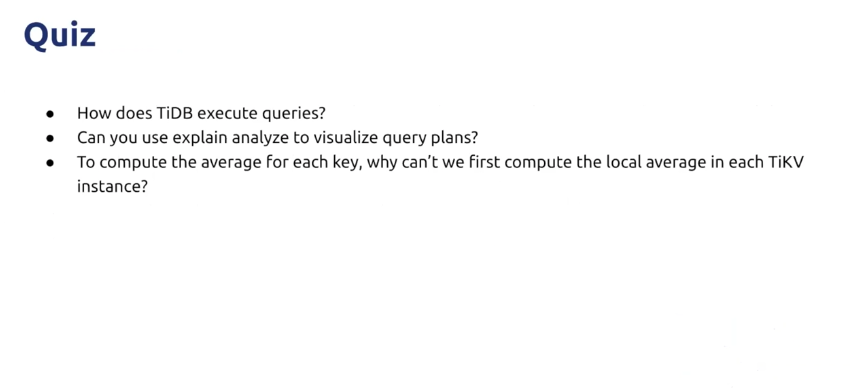 Quiz
● How does TiDB execute queries?
● Can you use explain analyze to visualize query plans?
● To compute the average for each key, why can’t we first compute the local average in each TiKV
instance?